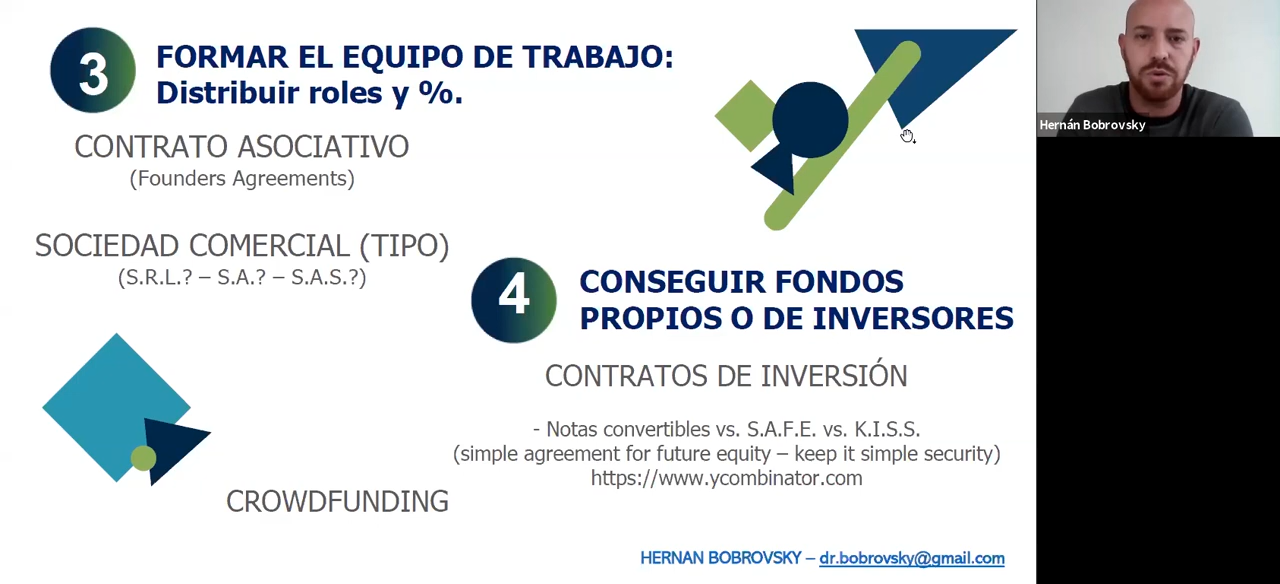 3
FORMAR EL EQUIPO DE TRABAJO:
Distribuir roles y %.
CONTRATO ASOCIATIVO
(Founders Agreements)
SOCIEDAD COMERCIAL (TIPO)
(S.R.L.? – S.A.? – S.A.S.?)
4
CONSEGUIR FONDOS
PROPIOS O DE INVERSORES
CONTRATOS DE INVERSIÓN
- Notas convertibles vs. S.A.F.E. vs. K.I.S.S.
(simple agreement for future equity – keep it simple security)
https://www.ycombinator.com
CROWDFUNDING
HERNAN BOBROVSKY – dr.bobrovsky@gmail.com
Hernán Bobrovsky